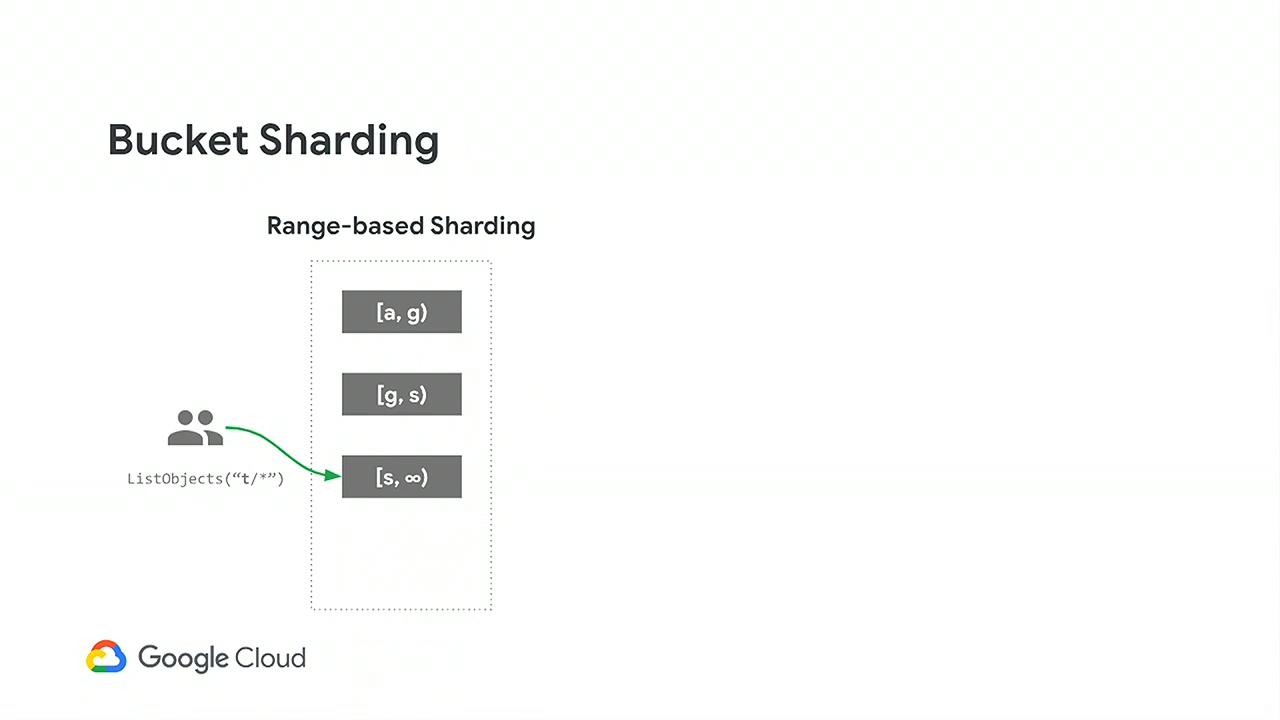 Bucket Sharding
Range-based Sharding
[a, g)
[g, s)
[s, ∞)
ListObjects(“t/*”)
Google Cloud